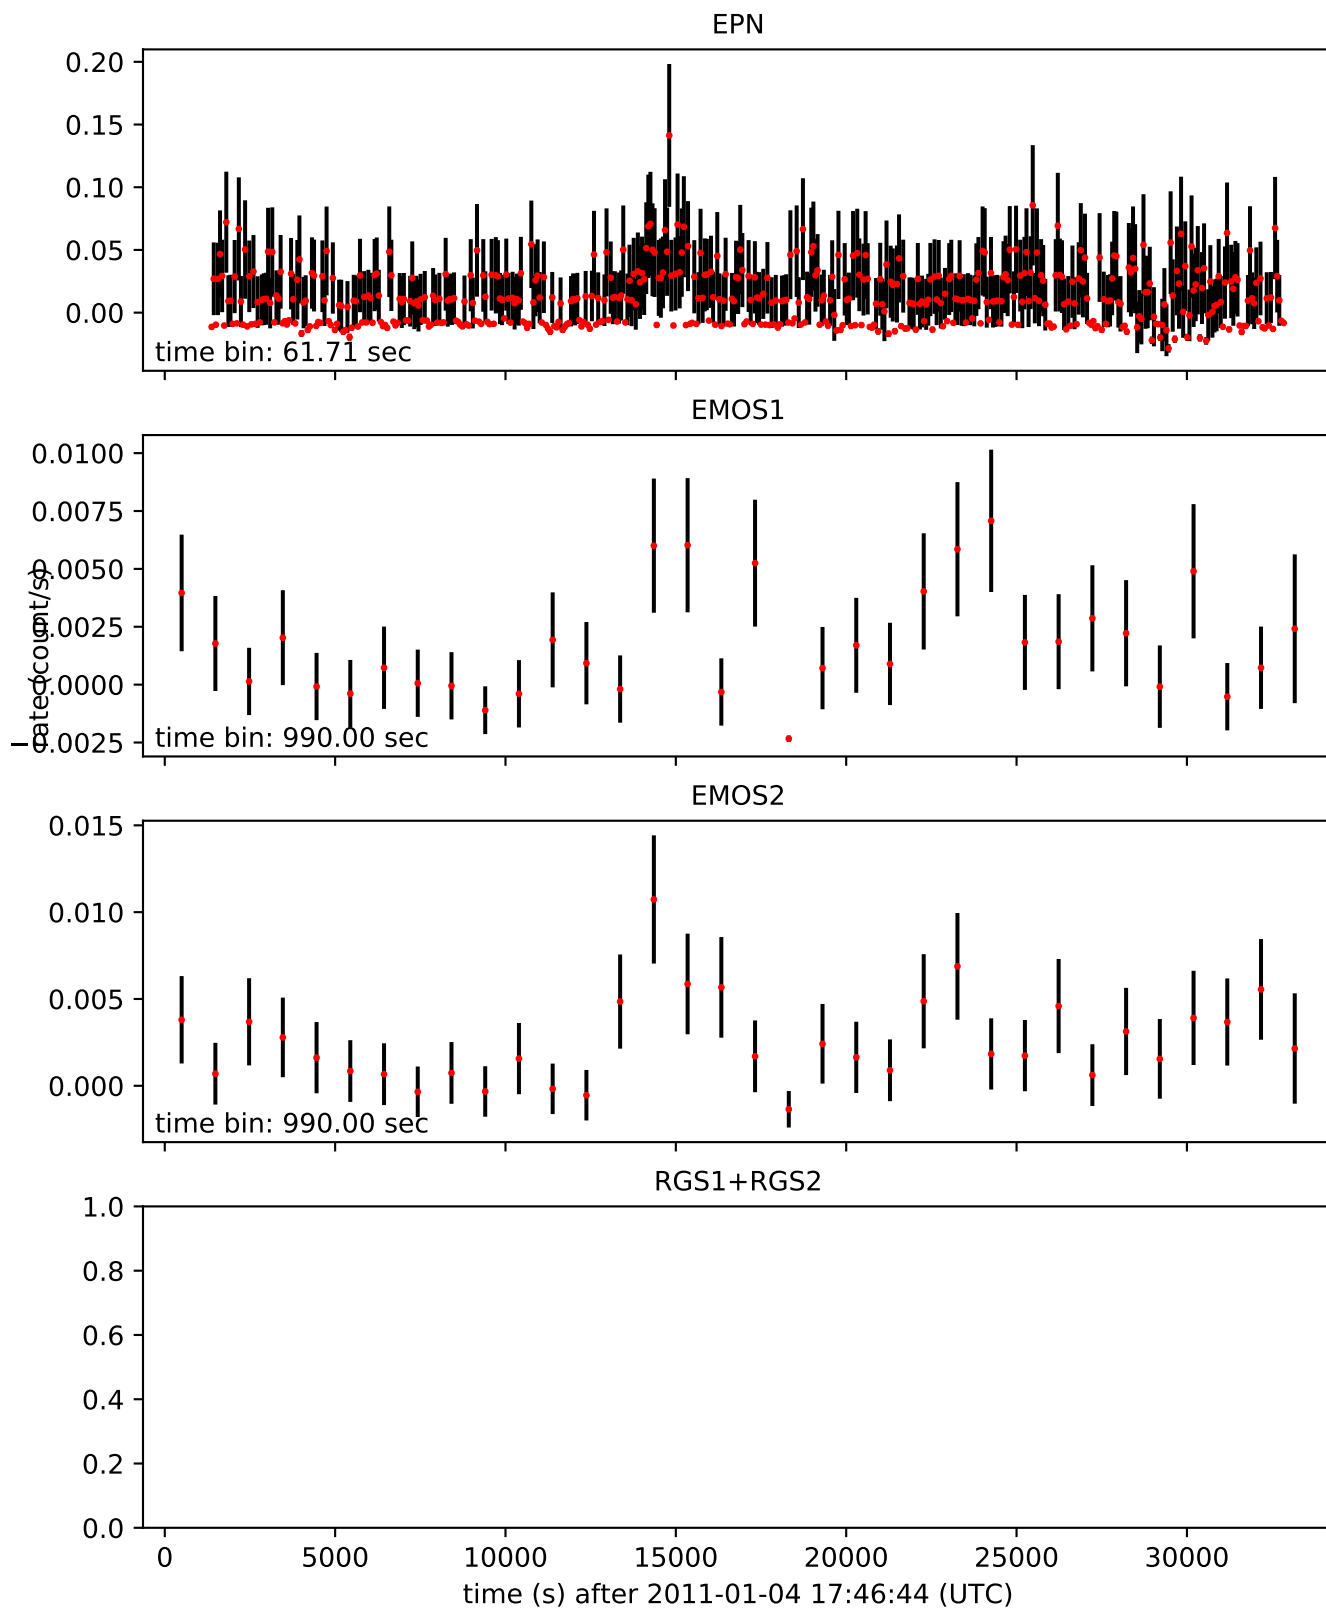 EPN
0.20
0.15
0.10
0.05
0.00
time bin: 61.71 sec
EMOS1
0.0100
0.0075
0.0050
0.0025
0.0000
−0.0025
rate (count/s)
time bin: 990.00 sec
EMOS2
0.015
0.010
0.005
0.000
time bin: 990.00 sec
RGS1+RGS2
1.0
0.8
0.6
0.4
0.2
0.0
0 5000 10000 15000 20000 25000 30000
time (s) after 2011-01-04 17:46:44 (UTC)